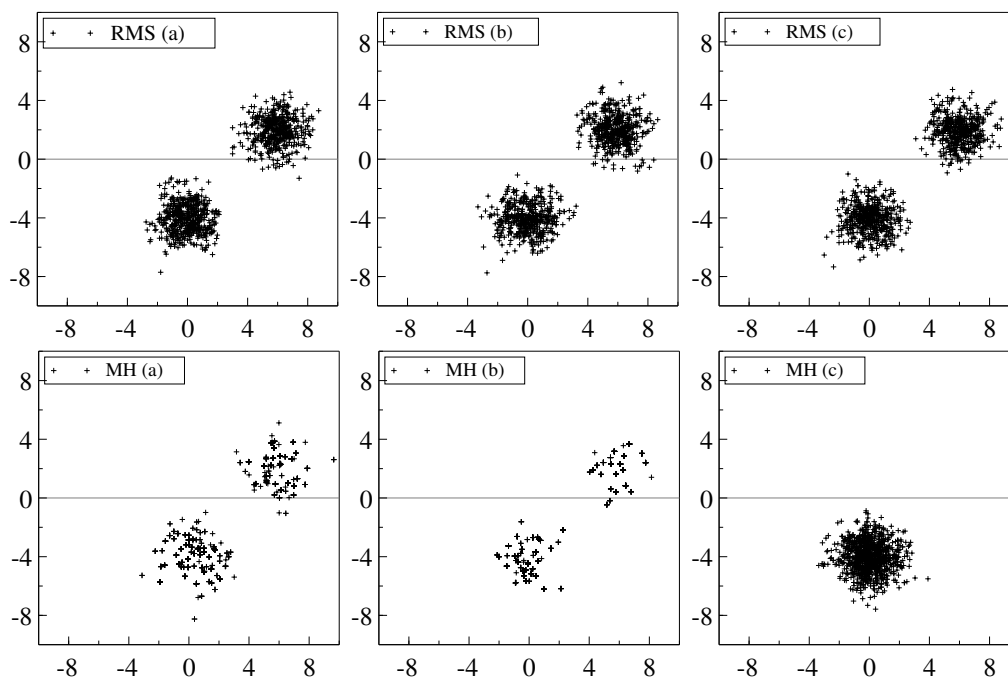 RMS (a)
RMS (b)
RMS (c)
8 8 8
4 4 4
0 0 0
-4 -4 -4
-8 -8 -8
-8 -4 0 4 8 -8 -4 0 4 8 -8 -4 0 4 8
MH (a)
MH (b)
MH (c)
8 8 8
4 4 4
0 0 0
-4 -4 -4
-8 -8 -8
-8 -4 0 4 8 -8 -4 0 4 8 -8 -4 0 4 8